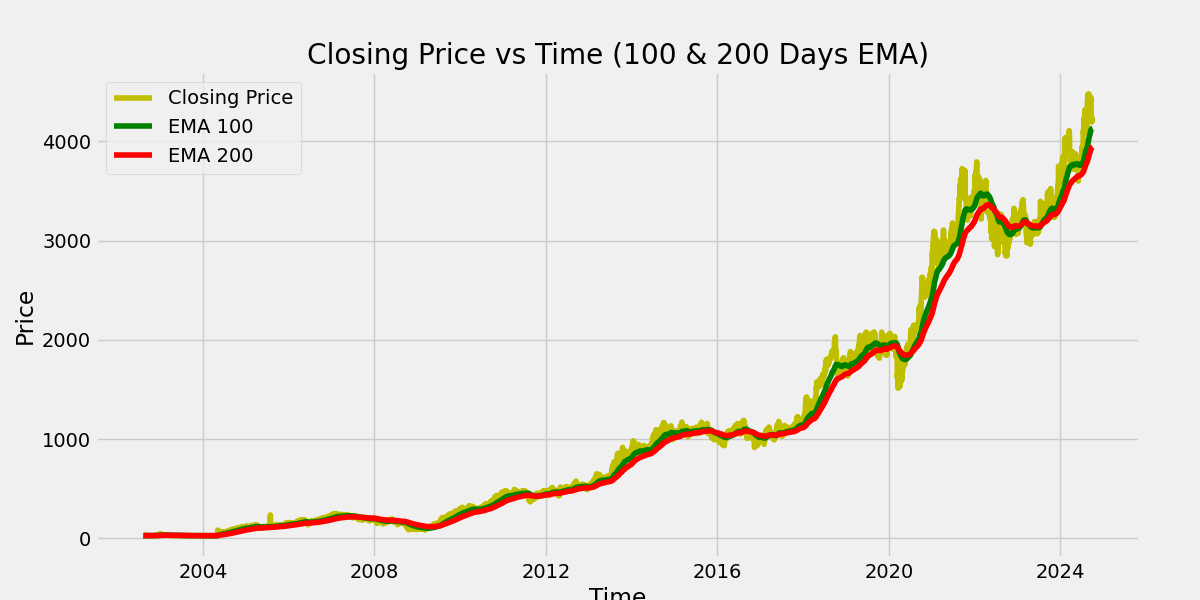 Closing Price vs Time (100 & 200 Days EMA)
Closing Price
EMA 100
EMA 200
Price
4000
3000
2000
1000
0
2004 2008 2012 2016 2020 2024
Time